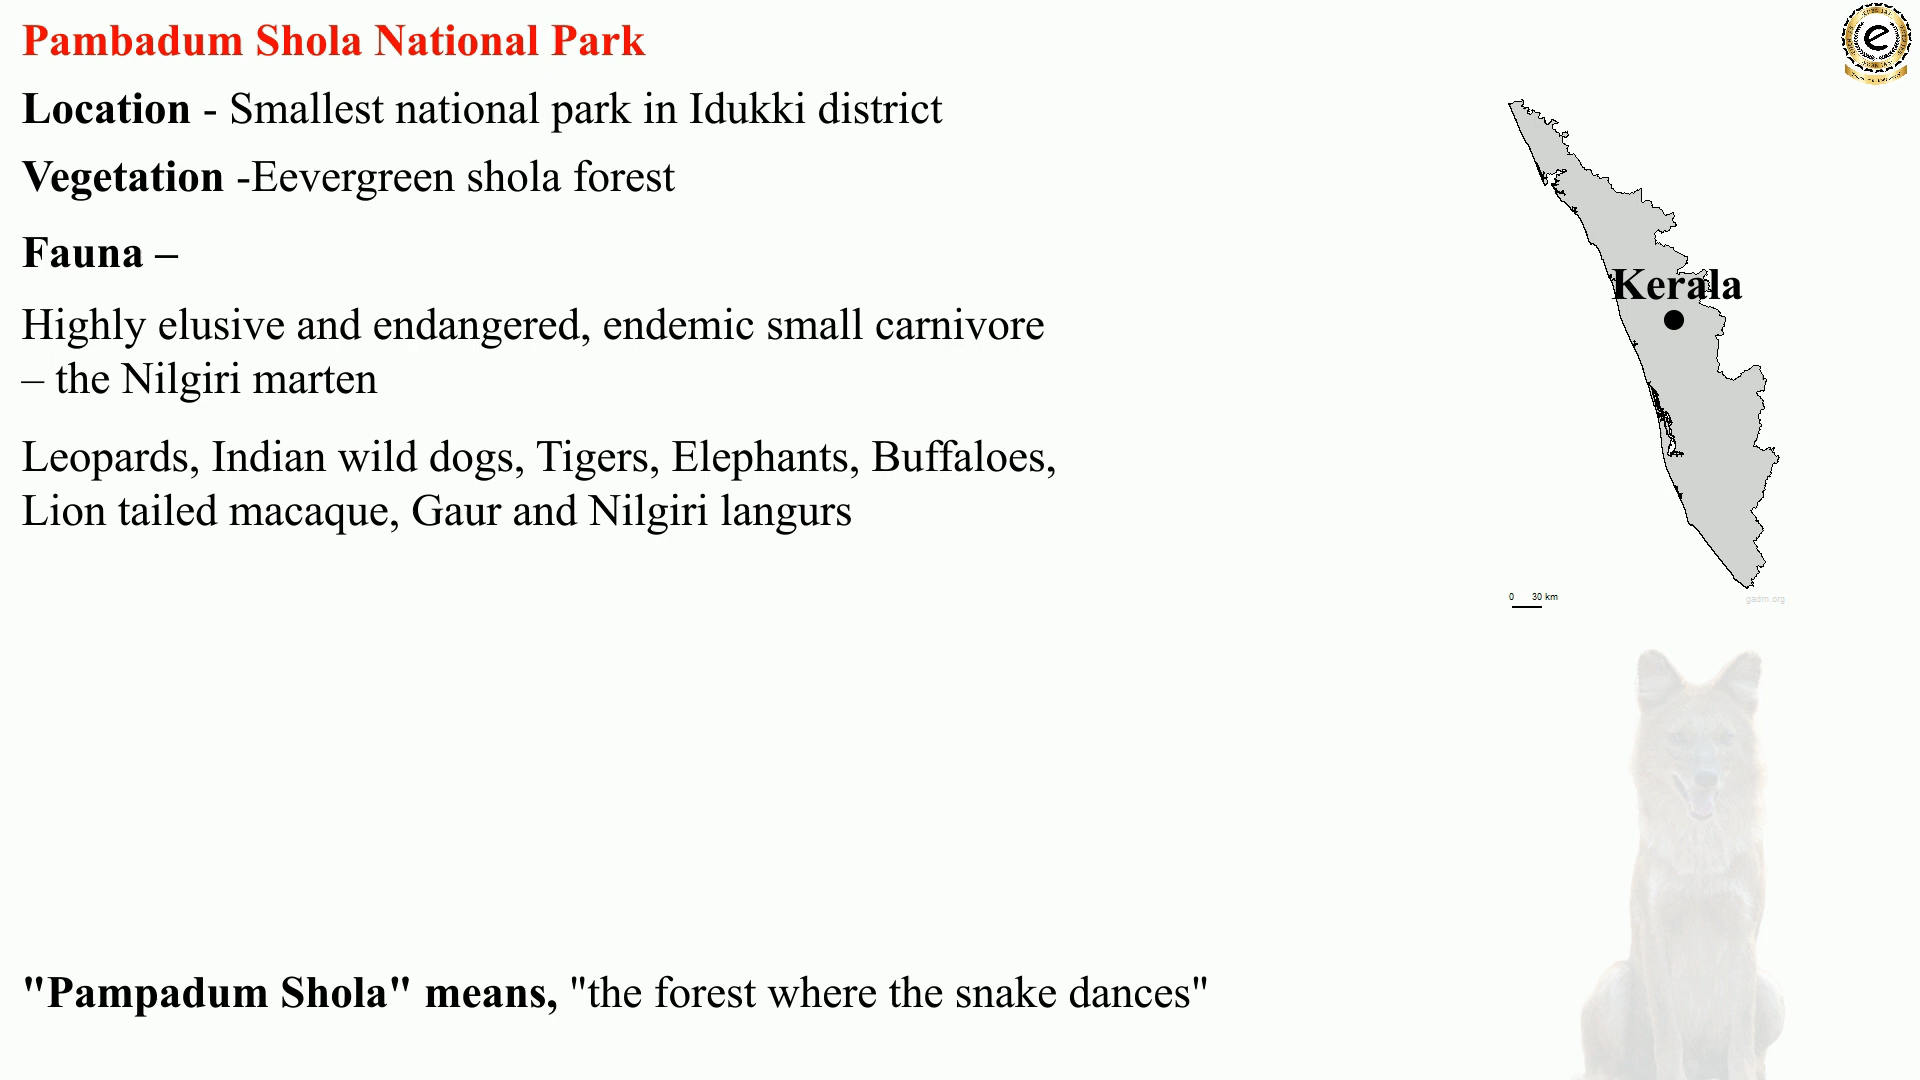 Pambadum Shola National Park
Location - Smallest national park in Idukki district
Vegetation -Eevergreen shola forest
Fauna –
Highly elusive and endangered, endemic small carnivore
– the Nilgiri marten
Leopards, Indian wild dogs, Tigers, Elephants, Buffaloes,
Lion tailed macaque, Gaur and Nilgiri langurs
"Pampadum Shola" means, "the forest where the snake dances"
e
Kerala
0 30 km
gadm.org